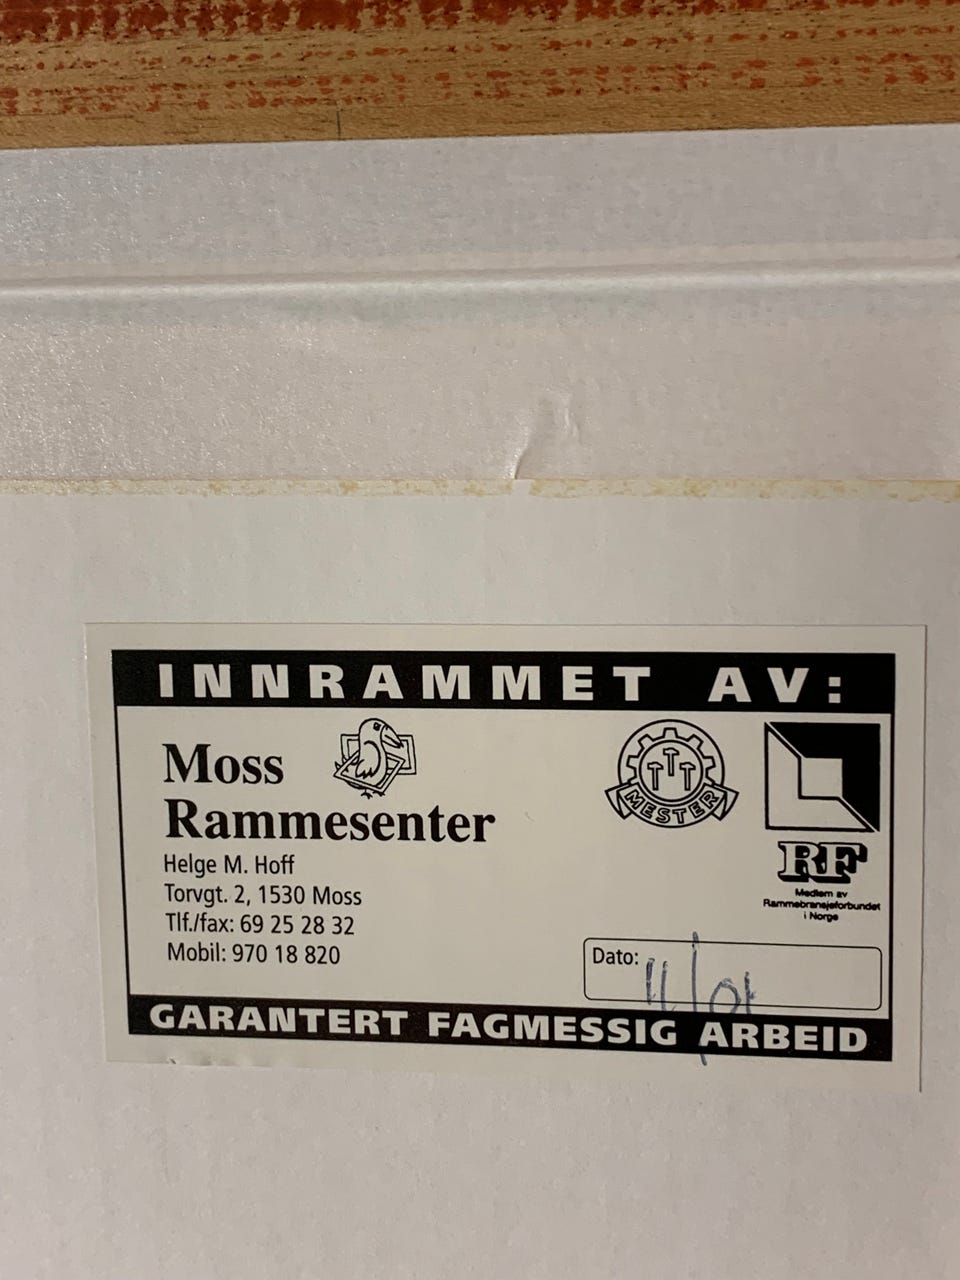 INNRAMMET AV:
Moss
Rammesenter
Helge M. Hoff
Torvgt. 2, 1530 Moss
Tlf./fax: 69 25 28 32
Mobil: 970 18 820
MESTER
RF
Medlem av
Rammebransjeforbundet
i Norge
Dato: 11/01
GARANTERT FAGMESSIG ARBEID